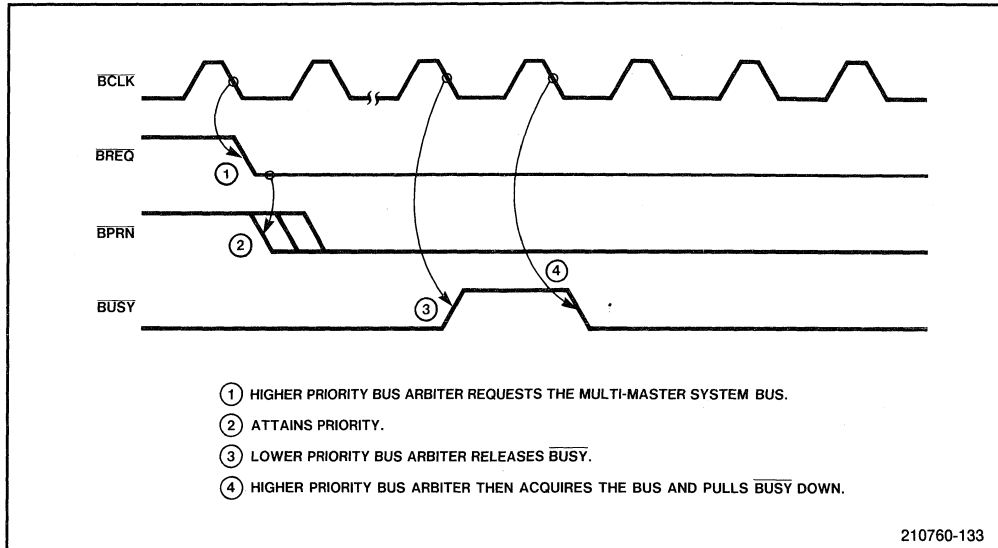 BCLK
BREQ
1
BPRN
2
4
BUSY
3
1 HIGHER PRIORITY BUS ARBITER REQUESTS THE MULTI-MASTER SYSTEM BUS.
2 ATTAINS PRIORITY.
3 LOWER PRIORITY BUS ARBITER RELEASES BUSY.
4 HIGHER PRIORITY BUS ARBITER THEN ACQUIRES THE BUS AND PULLS BUSY DOWN.
210760-133